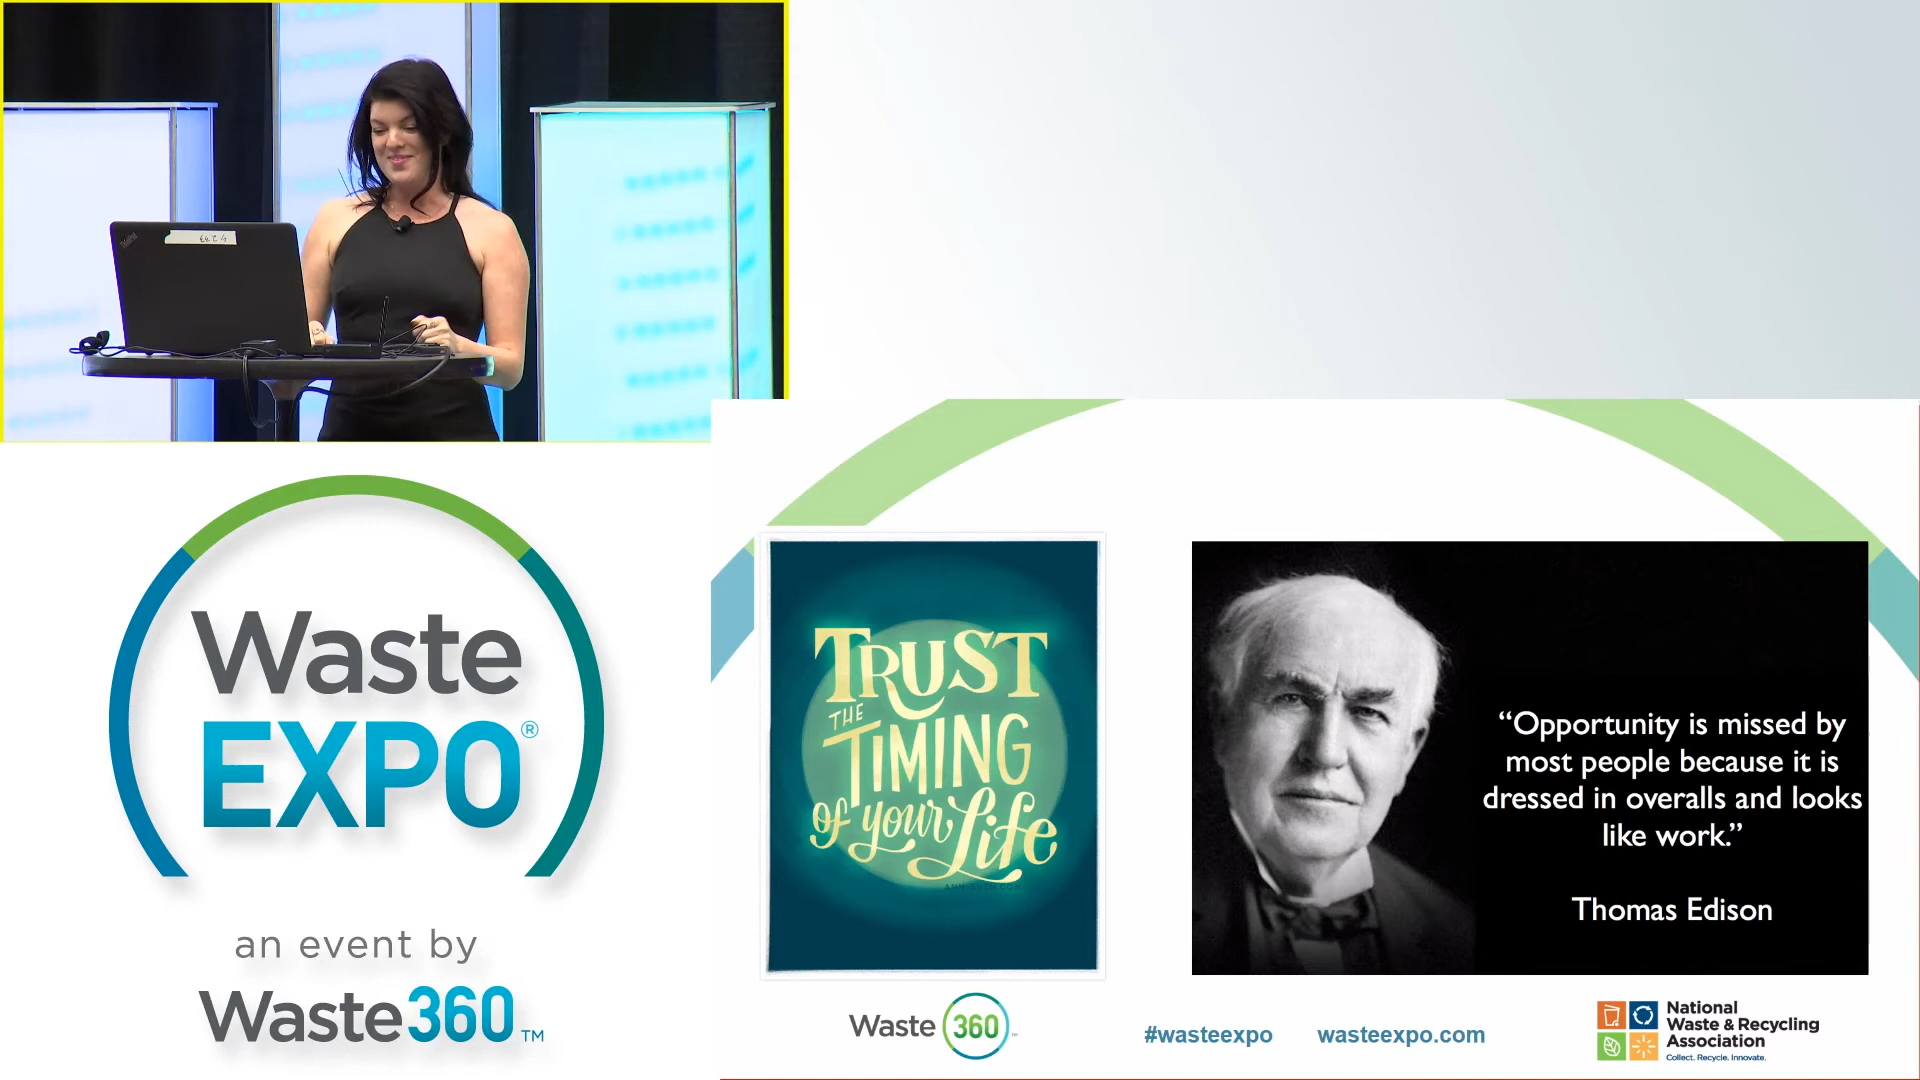 Waste
EXPO®
an event by
Waste360™
TRUST
THE
TIMING
of your Life
“Opportunity is missed by
most people because it is
dressed in overalls and looks
like work.”
Thomas Edison
Waste 360
#wasteexpo
wasteexpo.com
National
Waste & Recycling
Association
Collect. Recycle. Innovate.